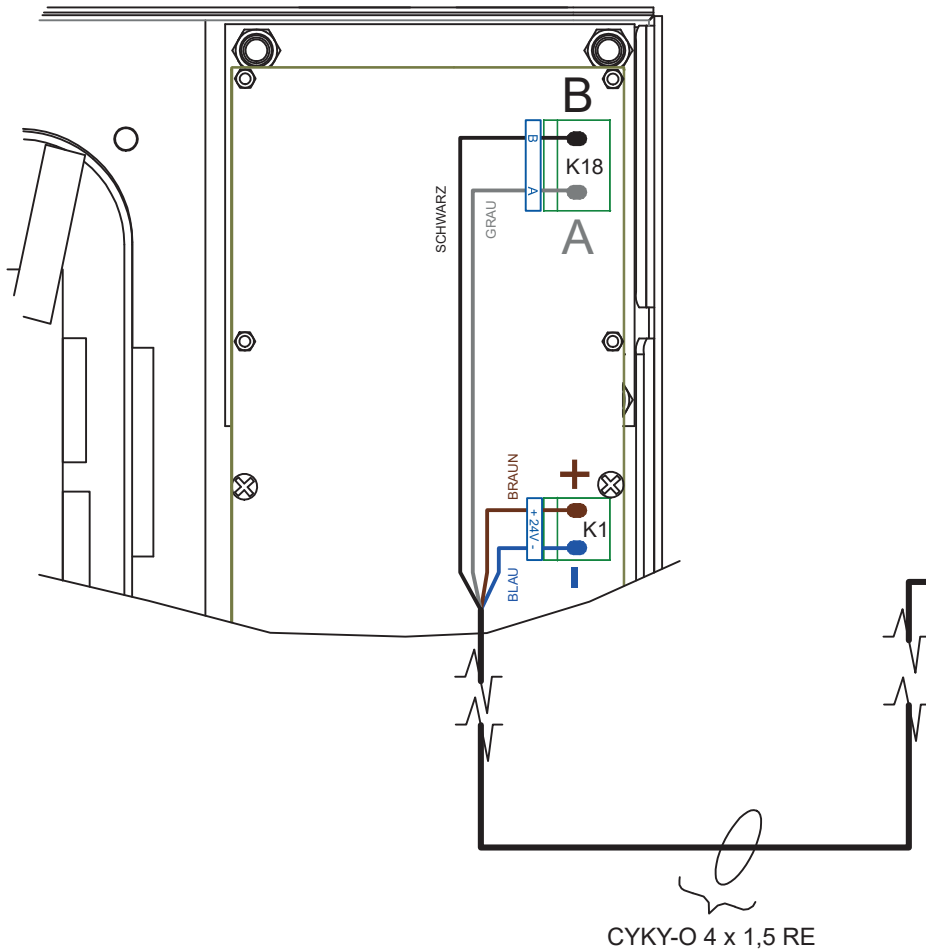 B
B
K18
A
A
SCHWARZ
GRAU
BRAUN
+
+ 24V -
K1
-
BLAU
CYKY-O 4 x 1,5 RE